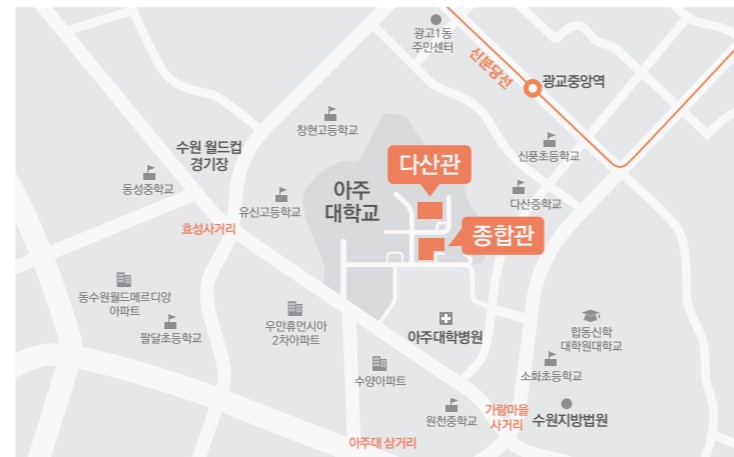 광고1동
주민센터
신분당선
광교중앙역
창현고등학교
수원 월드컵
경기장
신풍초등학교
다산관
동성중학교
아주
대학교
다산중학교
유신고등학교
효성사거리
종합관
동수원월드메르디앙
아파트
우만휴먼시아
2차아파트
팔달초등학교
아주대학병원
합동신학
대학원대학교
수양아파트
소화초등학교
원천중학교
가람마을
사거리
수원지방법원
아주대 삼거리